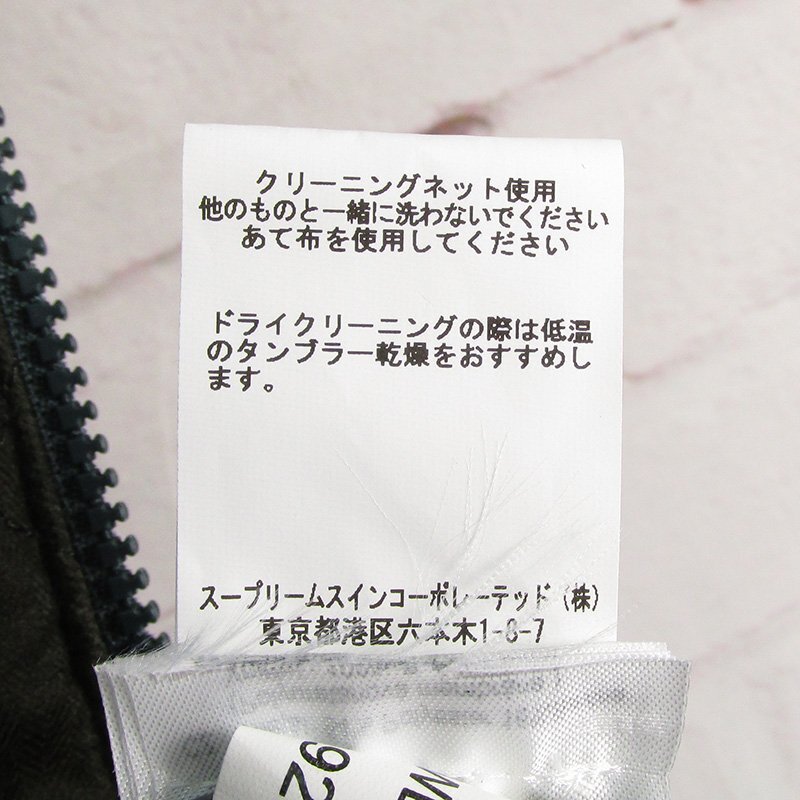 クリーニングネット使用
他のものと一緒に洗わないでください
あて布を使用してください
ドライクリーニングの際は低温
のタンブラー乾燥をおすすめし
ます。
スープリームスインコーポレーテッド（株）
東京都港区六本木1-8-7
92